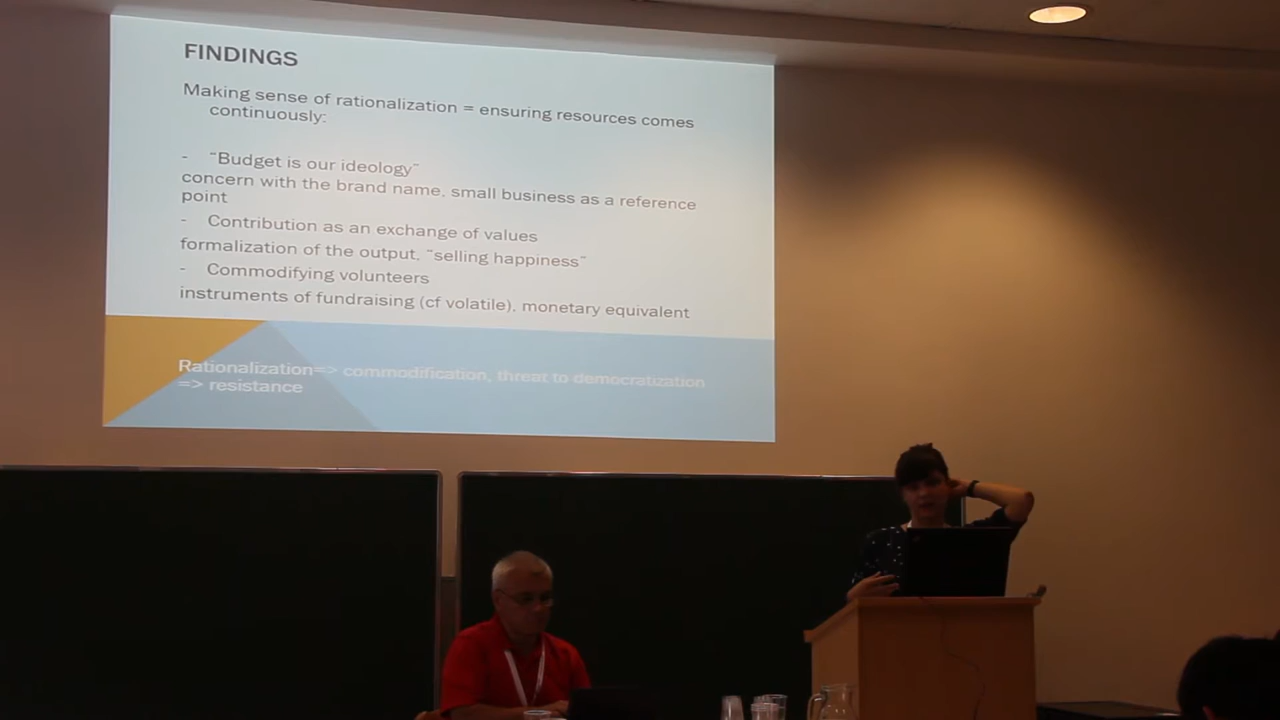 FINDINGS
Making sense of rationalization = ensuring resources comes
continuously:
- "Budget is our ideology"
concern with the brand name, small business as a reference
point
- Contribution as an exchange of values
formalization of the output, "selling happiness"
- Commodifying volunteers
instruments of fundraising (cf volatile), monetary equivalent
Rationalization=> commodification, threat to democratization
=> resistance